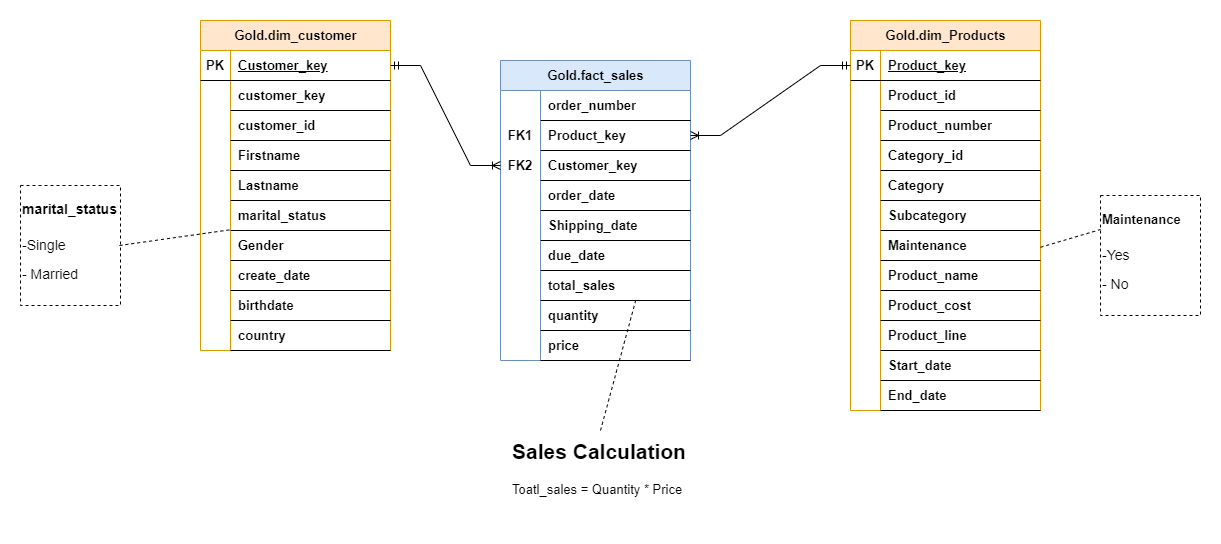 Gold.dim_customer
PK Customer_key
customer_key
customer_id
Firstname
Lastname
marital_status
Gender
create_date
birthdate
country
marital_status
-Single
- Married
Gold.fact_sales
order_number
FK1 Product_key
FK2 Customer_key
order_date
Shipping_date
due_date
total_sales
quantity
price
Sales Calculation
Toatl_sales = Quantity * Price
Gold.dim_Products
PK Product_key
Product_id
Product_number
Category_id
Category
Subcategory
Maintenance
Product_name
Product_cost
Product_line
Start_date
End_date
Maintenance
-Yes
- No